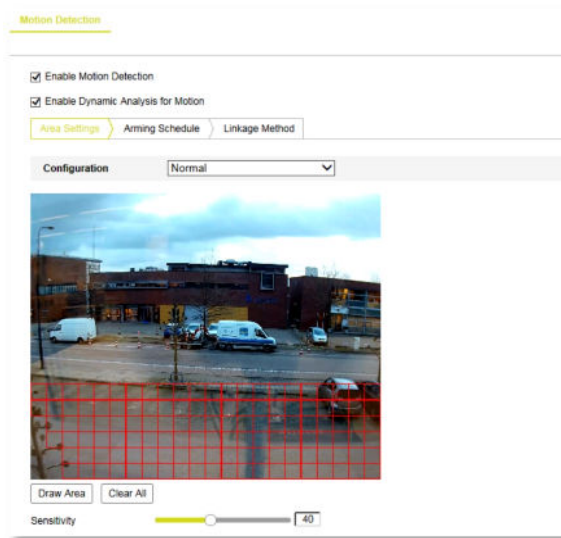 Motion Detection
Enable Motion Detection
Enable Dynamic Analysis for Motion
Area Settings Arming Schedule Linkage Method
Configuration Normal
Draw Area Clear All
Sensitivity 40